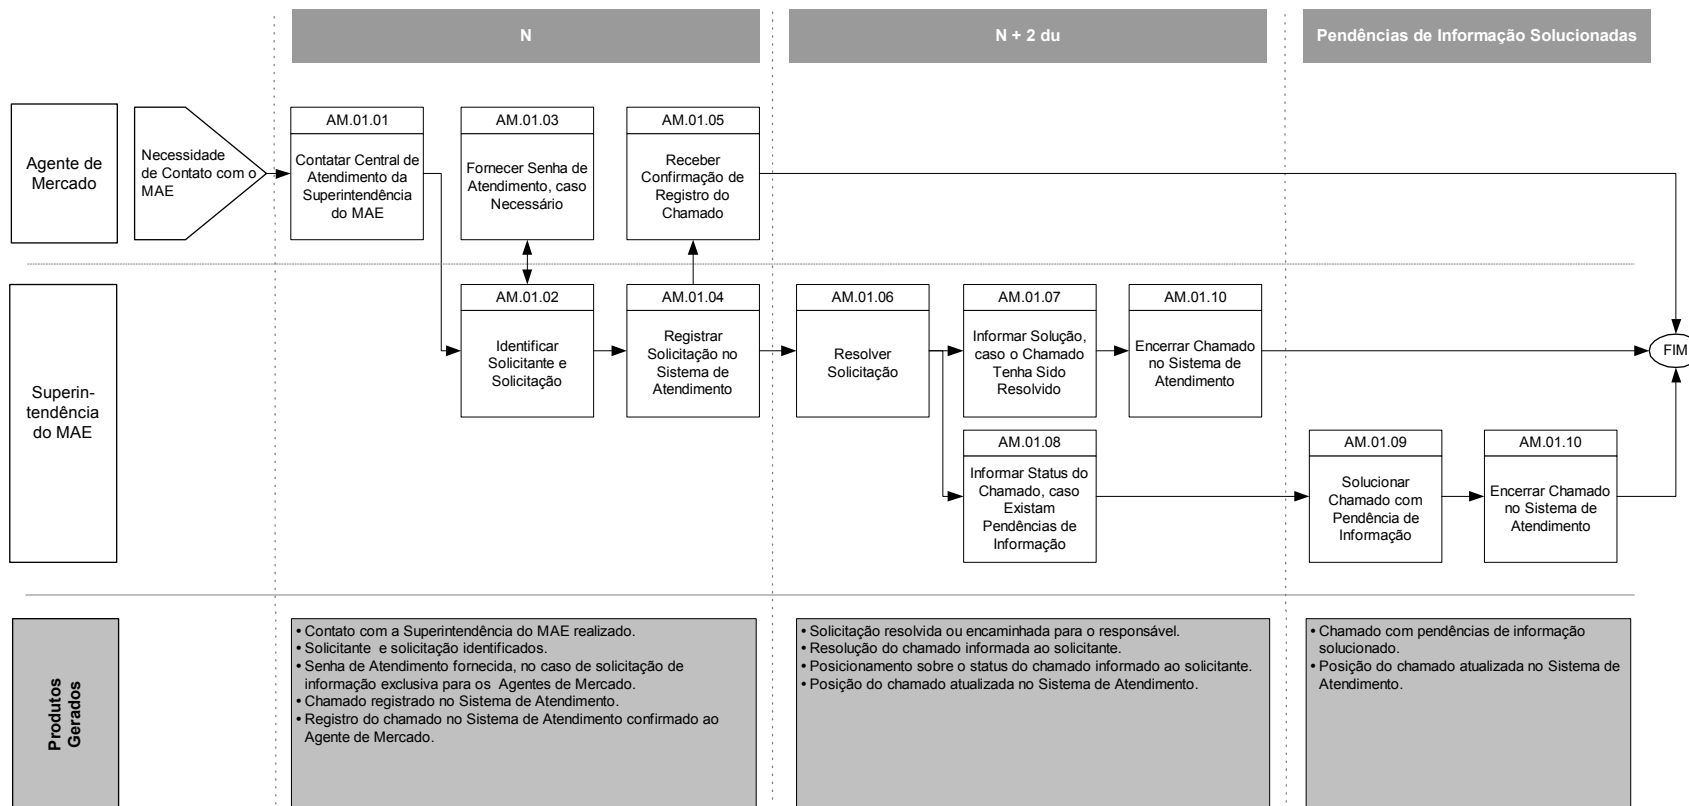 N
N + 2 du
Pendências de Informação Solucionadas
Agente de
Mercado
Necessidade
de Contato com o
MAE
AM.01.01
Contatar Central de
Atendimento da
Superintendência
do MAE
AM.01.03
Fornecer Senha de
Atendimento, caso
Necessário
AM.01.05
Receber
Confirmação de
Registro do
Chamado
Superin-
tendência
do MAE
AM.01.02
Identificar
Solicitante e
Solicitação
AM.01.04
Registrar
Solicitação no
Sistema de
Atendimento
AM.01.06
Resolver
Solicitação
AM.01.07
Informar Solução,
caso o Chamado
Tenha Sido
Resolvido
AM.01.10
Encerrar Chamado
no Sistema de
Atendimento
FIM
AM.01.08
Informar Status do
Chamado, caso
Existam
Pendências de
Informação
AM.01.09
Solucionar
Chamado com
Pendência de
Informação
AM.01.10
Encerrar Chamado
no Sistema de
Atendimento
Produtos
Gerados
• Contato com a Superintendência do MAE realizado.
• Solicitante e solicitação identificados.
• Senha de Atendimento fornecida, no caso de solicitação de
informação exclusiva para os Agentes de Mercado.
• Chamado registrado no Sistema de Atendimento.
• Registro do chamado no Sistema de Atendimento confirmado ao
Agente de Mercado.
• Solicitação resolvida ou encaminhada para o responsável.
• Resolução do chamado informada ao solicitante.
• Posicionamento sobre o status do chamado informado ao solicitante.
• Posição do chamado atualizada no Sistema de Atendimento.
• Chamado com pendências de informação
solucionado.
• Posição do chamado atualizada no Sistema de
Atendimento.